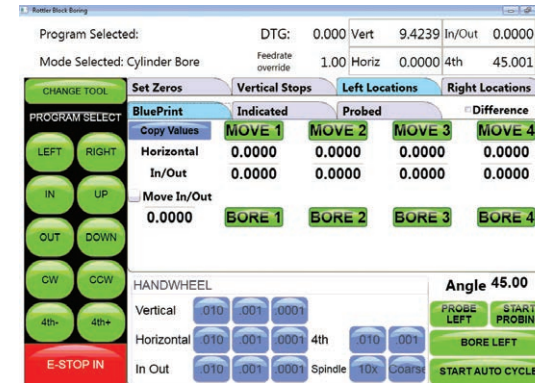 Rottler Block Boring
Program Selected: DTG: 0.000 Vert 9.4239 In/Out 0.0000
Mode Selected: Cylinder Bore Feedrate override 1.00 Horiz 0.0000 4th 45.001
CHANGE TOOL Set Zeros Vertical Stops Left Locations Right Locations
PROGRAM SELECT BluePrint Indicated Probed Difference
Copy Values MOVE 1 MOVE 2 MOVE 3 MOVE 4
LEFT RIGHT Horizontal 0.0000 0.0000 0.0000 0.0000
In/Out 0.0000 0.0000 0.0000 0.0000
IN UP Move In/Out
0.0000 BORE 1 BORE 2 BORE 3 BORE 4
OUT DOWN
CW CCW HANDWHEEL Angle 45.00
Vertical .010 .001 .0001 PROBE LEFT START PROBIN
4th- 4th+ Horizontal .010 .001 .0001 4th .010 .001 BORE LEFT
E-STOP IN In Out .010 .001 .0001 Spindle 10x Coarse START AUTO CYCLE